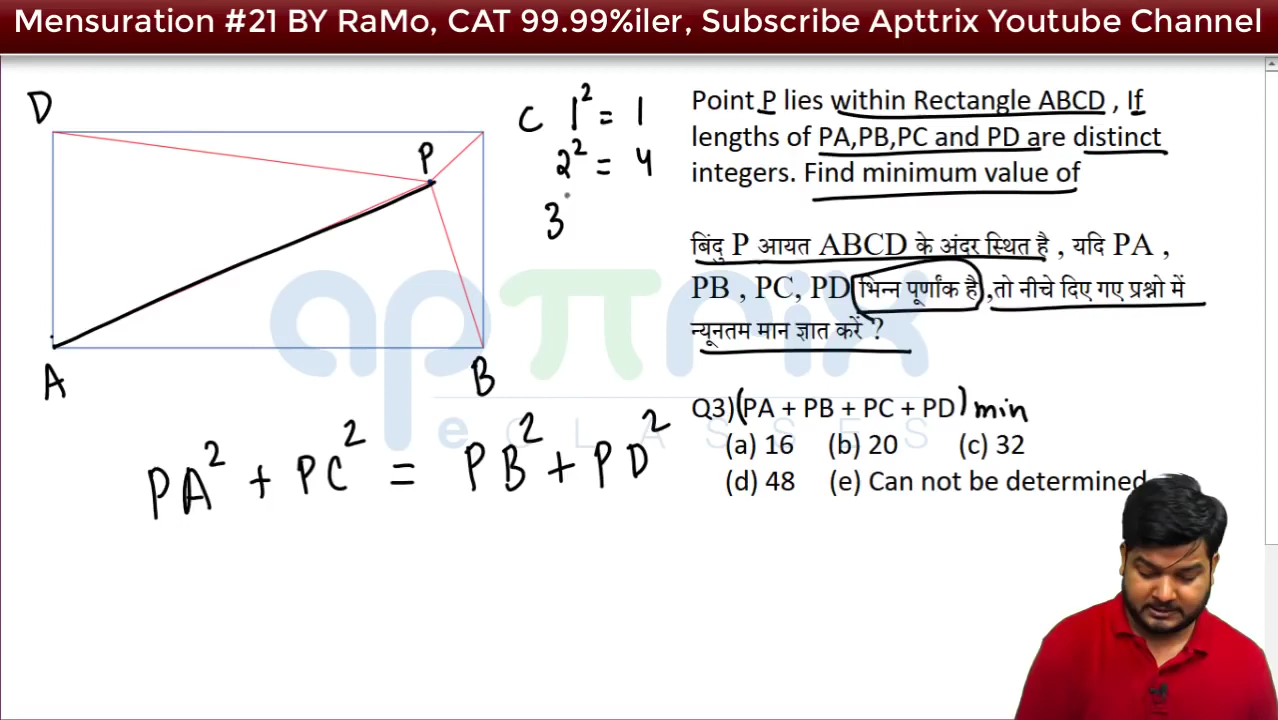 Mensuration #21 BY RaMo, CAT 99.99%iler, Subscribe Apttrix Youtube Channel
D
P
A
B
C 1² = 1
2² = 4
3
PA² + PC² = PB² + PD²
Point P lies within Rectangle ABCD , If
lengths of PA,PB,PC and PD are distinct
integers. Find minimum value of
बिंदु P आयत ABCD के अंदर स्थित है , यदि PA ,
PB , PC, PD भिन्न पूर्णांक है ,तो नीचे दिए गए प्रश्नो में
न्यूनतम मान ज्ञात करें ?
Q3)(PA + PB + PC + PD) min
(a) 16 (b) 20 (c) 32
(d) 48 (e) Can not be determined
e CLASSES